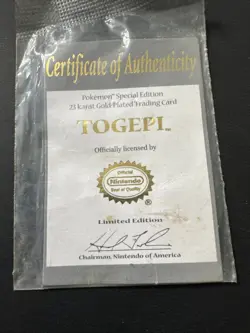 Certificate of Authenticity
Pokémon® Special Edition
23 karat Gold-Plated Trading Card
TOGEPI™
Officially licensed by
Official
Nintendo®
Seal of Quality
Limited Edition
Chairman, Nintendo of America